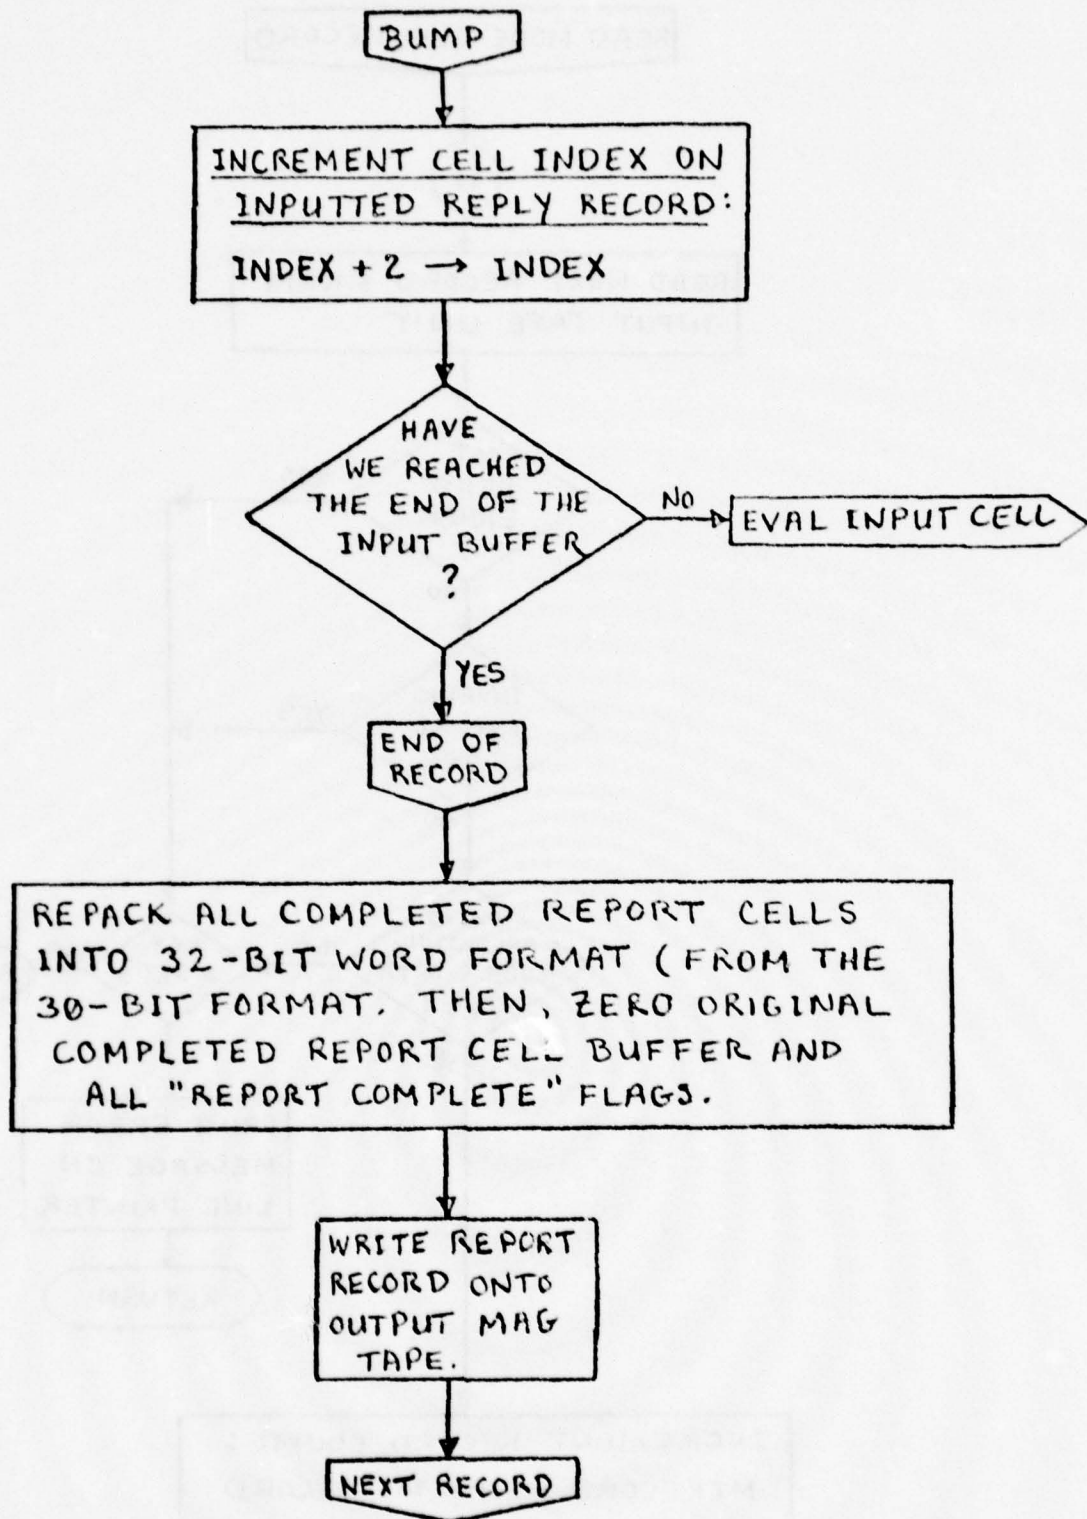 BUMP
INCREMENT CELL INDEX ON
INPUTTED REPLY RECORD:
INDEX + 2 → INDEX
HAVE
WE REACHED
THE END OF THE
INPUT BUFFER
?
NO
EVAL INPUT CELL
YES
END OF
RECORD
REPACK ALL COMPLETED REPORT CELLS
INTO 32-BIT WORD FORMAT (FROM THE
30-BIT FORMAT. THEN, ZERO ORIGINAL
COMPLETED REPORT CELL BUFFER AND
ALL "REPORT COMPLETE" FLAGS.
WRITE REPORT
RECORD ONTO
OUTPUT MAG
TAPE.
NEXT RECORD